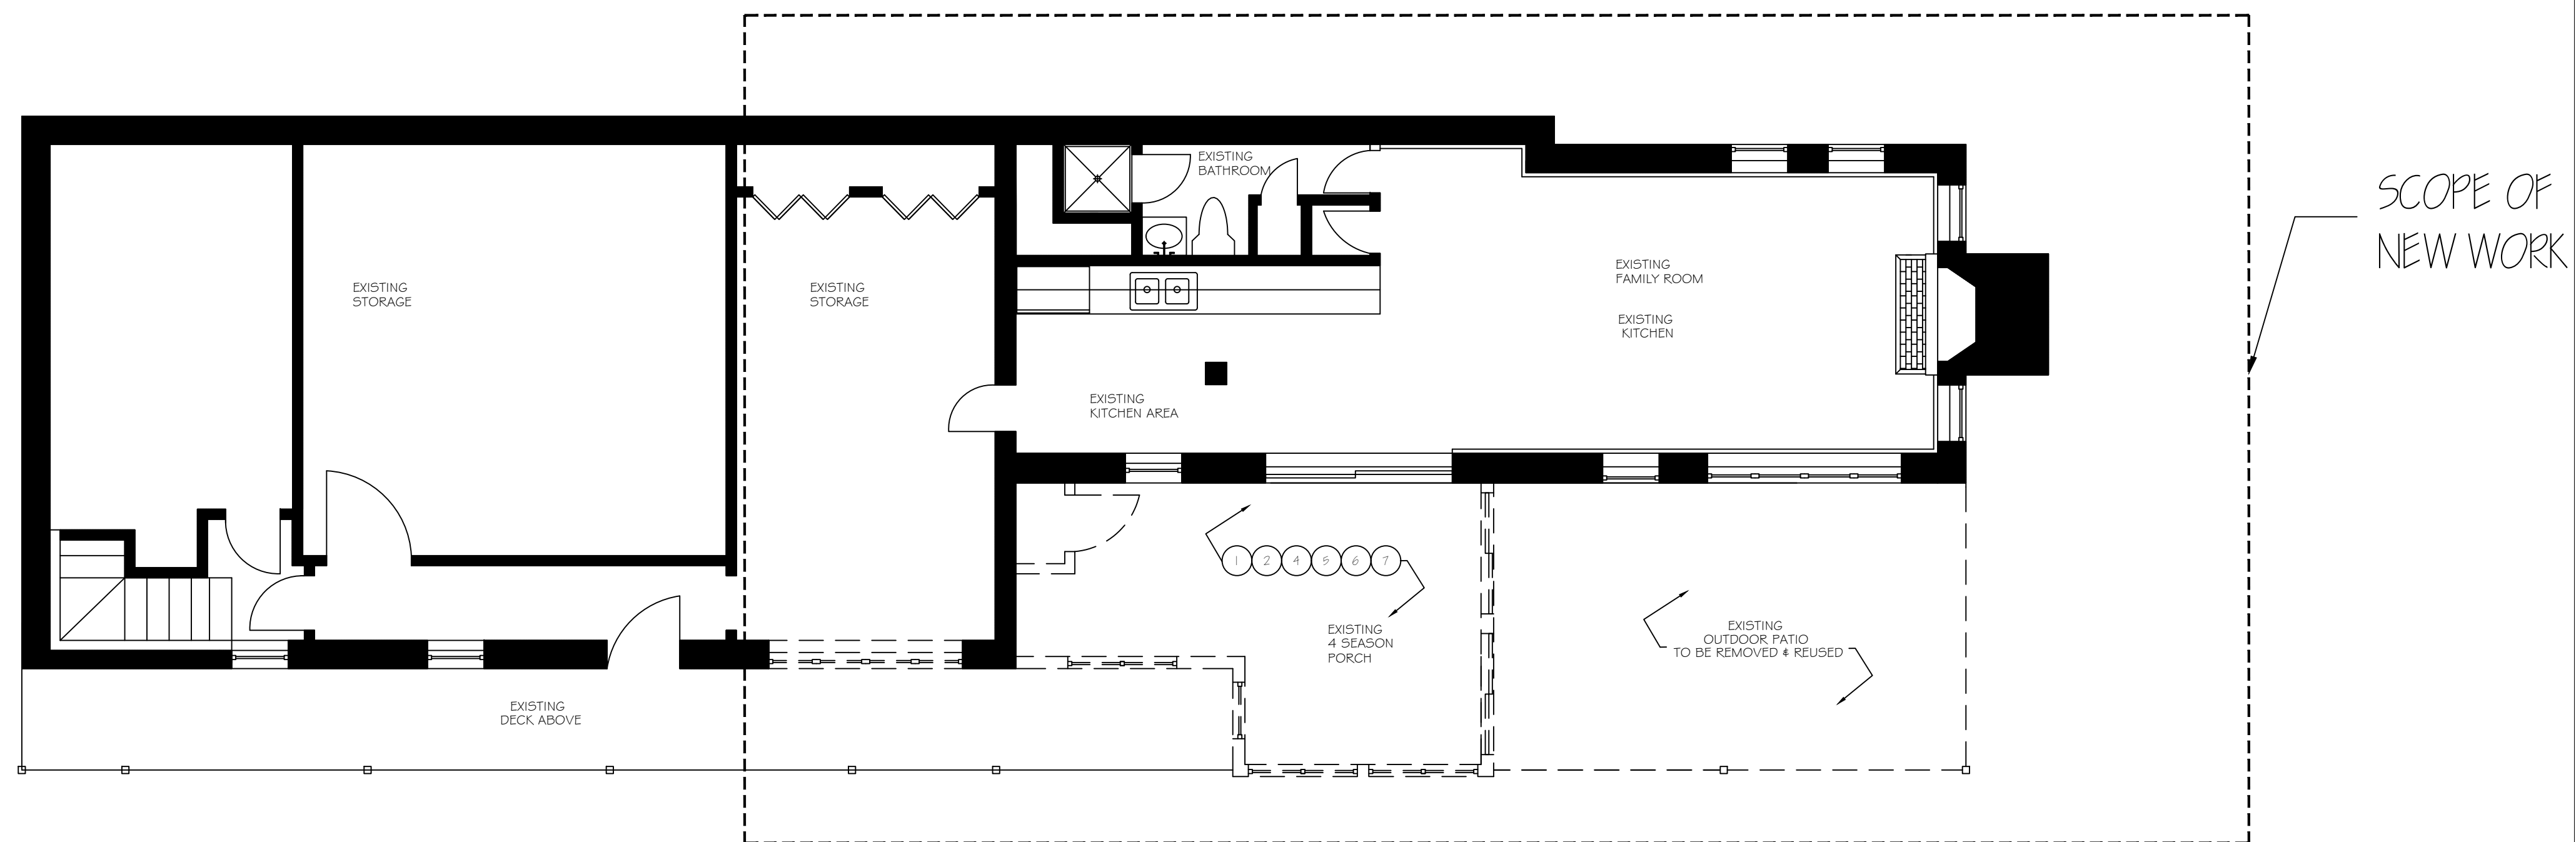 SCOPE OF
NEW WORK
EXISTING
BATHROOM
EXISTING
STORAGE
EXISTING
STORAGE
EXISTING
FAMILY ROOM
EXISTING
KITCHEN
EXISTING
KITCHEN AREA
1 2 4 5 6 7
EXISTING
4 SEASON
PORCH
EXISTING
OUTDOOR PATIO
TO BE REMOVED & REUSED
EXISTING
DECK ABOVE